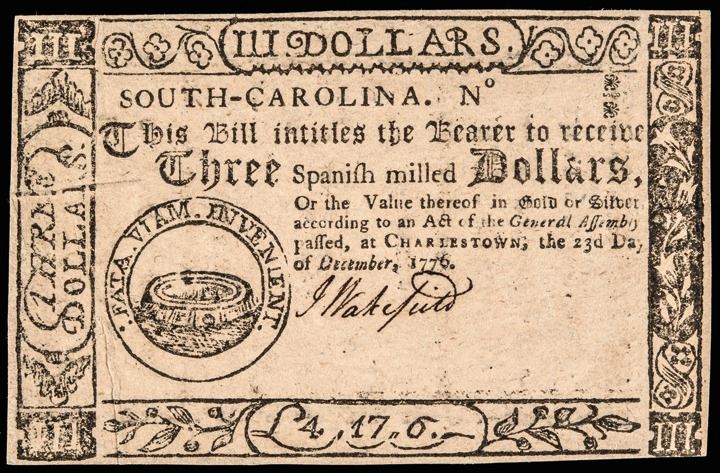 III
III DOLLARS.
III
SOUTH-CAROLINA. Nº
This Bill intitles the Bearer to receive
Three Spanish milled Dollars,
Or the Value thereof in Gold or Silver
according to an Act of the General Assembly
passed, at CHARLESTOWN, the 23d Day
of December, 1776.
THREE
DOLLARS.
FATA VIAM. INVENIENT.
J Wakefield
III
£4.17.6.
III